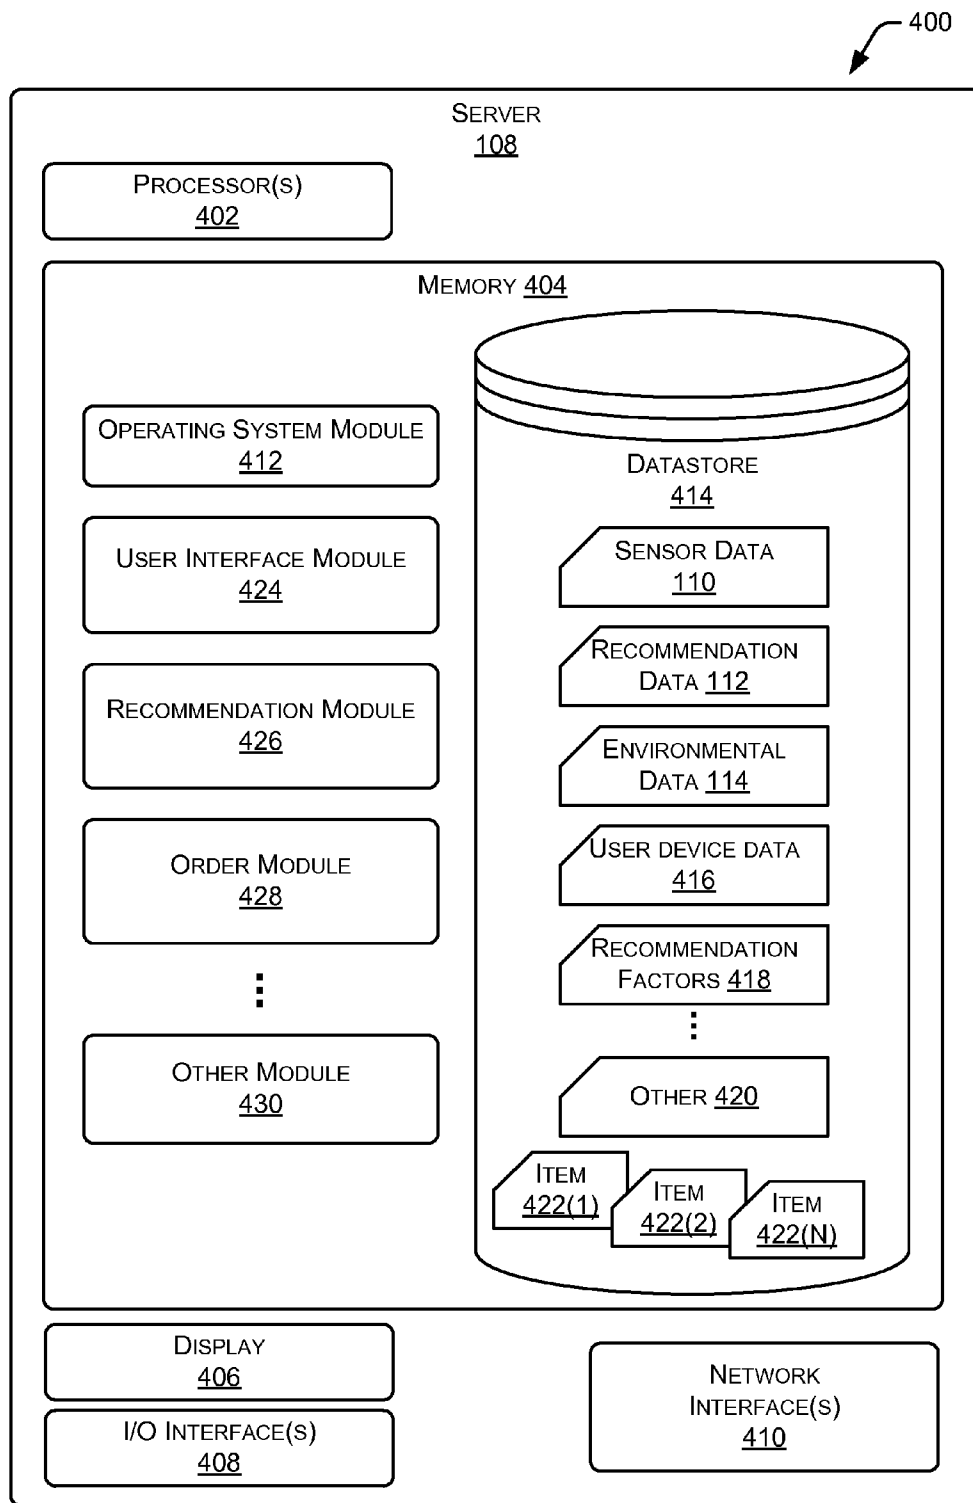 400
SERVER
108
PROCESSOR(S)
402
MEMORY 404
OPERATING SYSTEM MODULE
412
USER INTERFACE MODULE
424
RECOMMENDATION MODULE
426
ORDER MODULE
428
OTHER MODULE
430
DATASTORE
414
SENSOR DATA
110
RECOMMENDATION
DATA 112
ENVIRONMENTAL
DATA 114
USER DEVICE DATA
416
RECOMMENDATION
FACTORS 418
OTHER 420
ITEM
422(1)
ITEM
422(2)
ITEM
422(N)
DISPLAY
406
I/O INTERFACE(S)
408
NETWORK
INTERFACE(S)
410